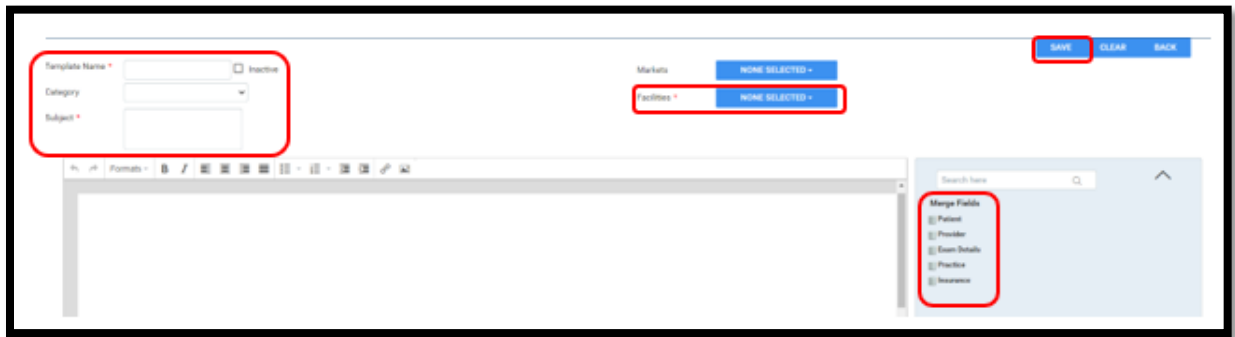 SAVE CLEAR BACK
Template Name * Inactive
Markets NONE SELECTED
Category
Facilities * NONE SELECTED
Subject *
Formats B I
Search here
Merge Fields
Patient
Provider
Exam Details
Practice
Insurance